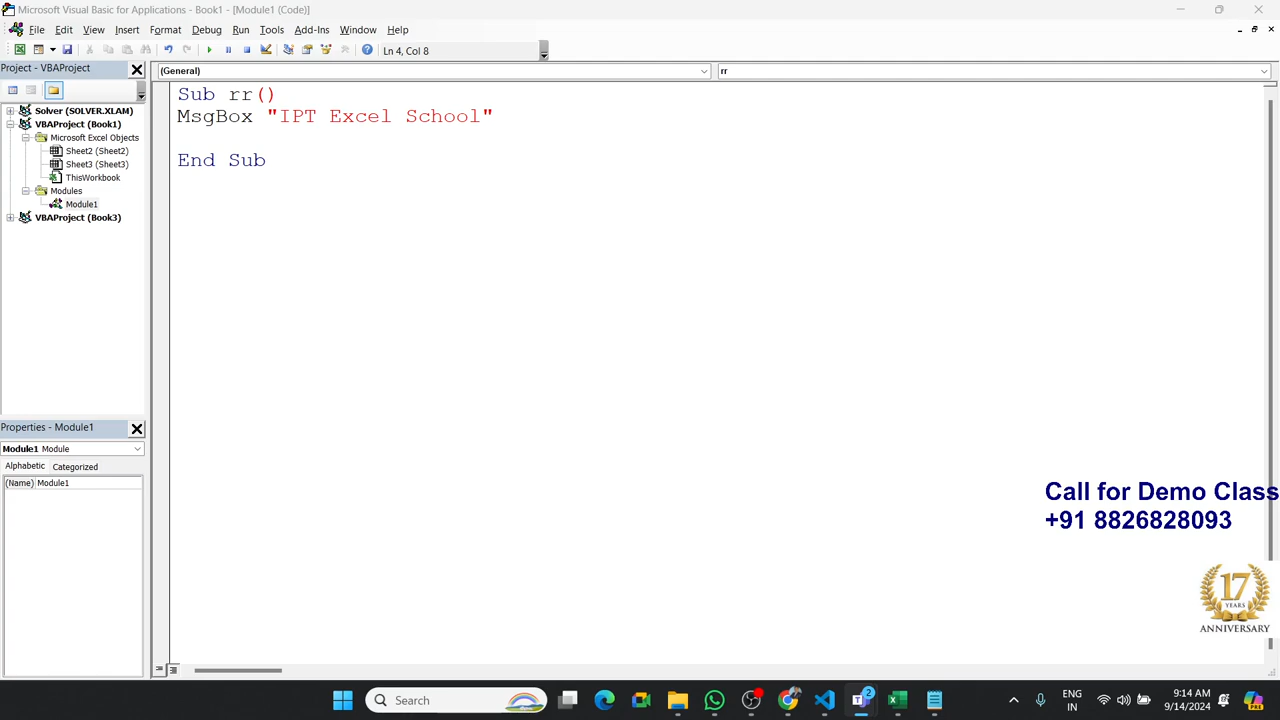 Microsoft Visual Basic for Applications - Book1 - [Module1 (Code)]
File Edit View Insert Format Debug Run Tools Add-Ins Window Help
Ln 4, Col 8
Project - VBAProject
(General) rr
Solver (SOLVER.XLAM)
VBAProject (Book1)
Microsoft Excel Objects
Sheet2 (Sheet2)
Sheet3 (Sheet3)
ThisWorkbook
Modules
Module1
VBAProject (Book3)
Sub rr()
MsgBox "IPT Excel School"
End Sub
Properties - Module1
Module1 Module
Alphabetic Categorized
(Name) Module1
Call for Demo Class
+91 8826828093
17
YEARS
ANNIVERSARY
Search
2
ENG
IN
9:14 AM
9/14/2024